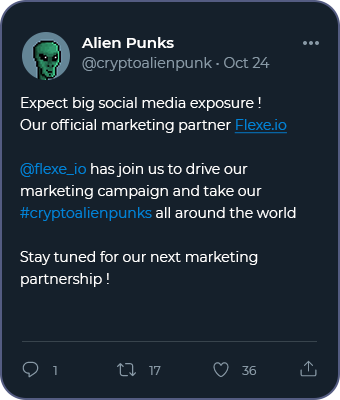 Alien Punks
@cryptoalienpunk · Oct 24
Expect big social media exposure !
Our official marketing partner Flexe.io
@flexe_io has join us to drive our
marketing campaign and take our
#cryptoalienpunks all around the world
Stay tuned for our next marketing
partnership !
1 17 36